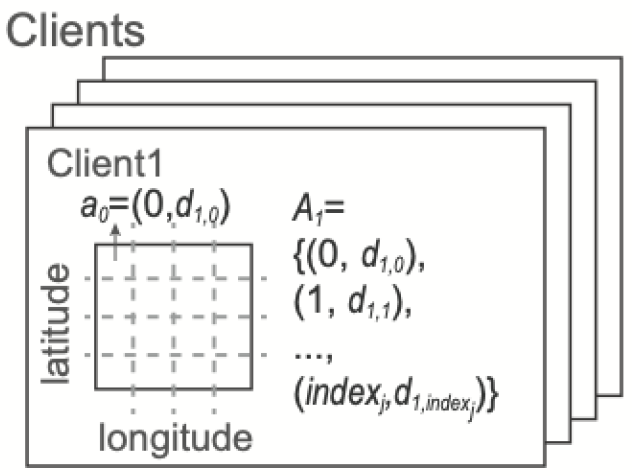 Clients
Client1
a₀=(0,d₁,₀)
latitude
longitude
A₁=
{(0, d₁,₀),
(1, d₁,₁),
...,
(indexⱼ,d₁,indexⱼ)}